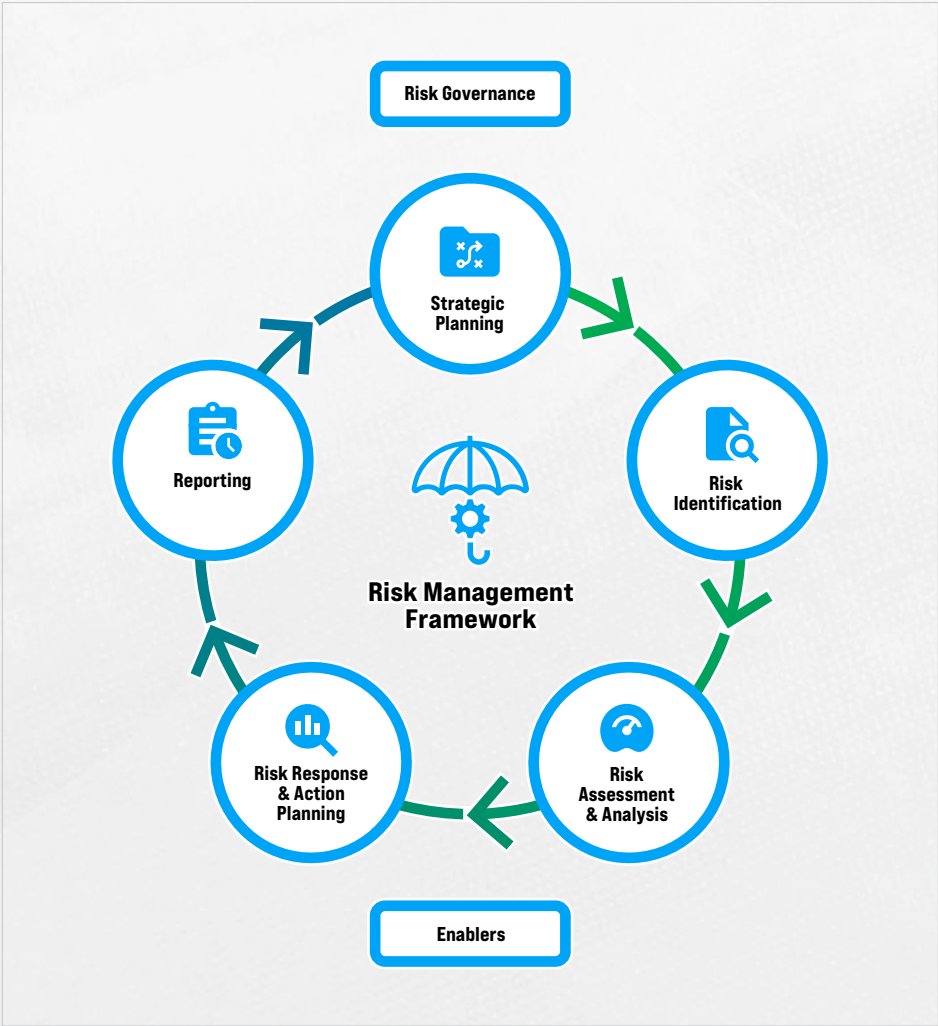 Risk Governance
Strategic
Planning
Risk
Identification
Risk
Assessment
& Analysis
Risk Response
& Action
Planning
Reporting
Risk Management
Framework
Enablers